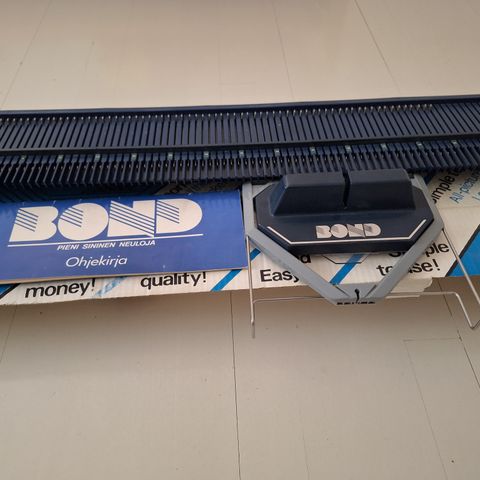 BOND
PIENI SININEN NEULOJA
Ohjekirja
BOND
money!
quality!
Easy
Simple
to use!